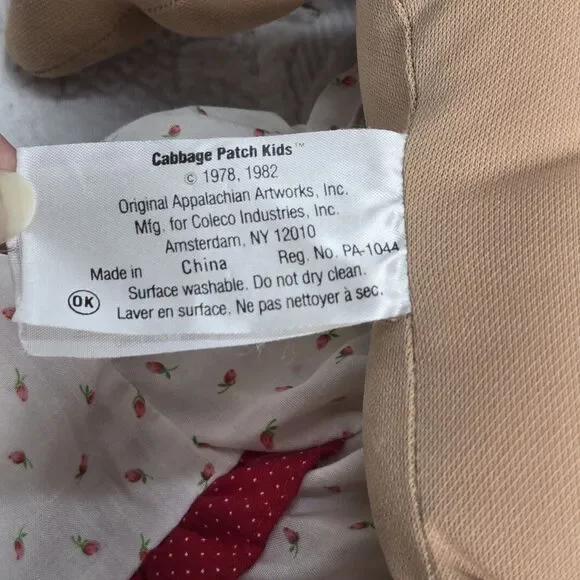 Cabbage Patch Kids™
© 1978, 1982
Original Appalachian Artworks, Inc.
Mfg. for Coleco Industries, Inc.
Amsterdam, NY 12010
Made in China Reg. No. PA-1044
OK Surface washable. Do not dry clean.
Laver en surface. Ne pas nettoyer à sec.